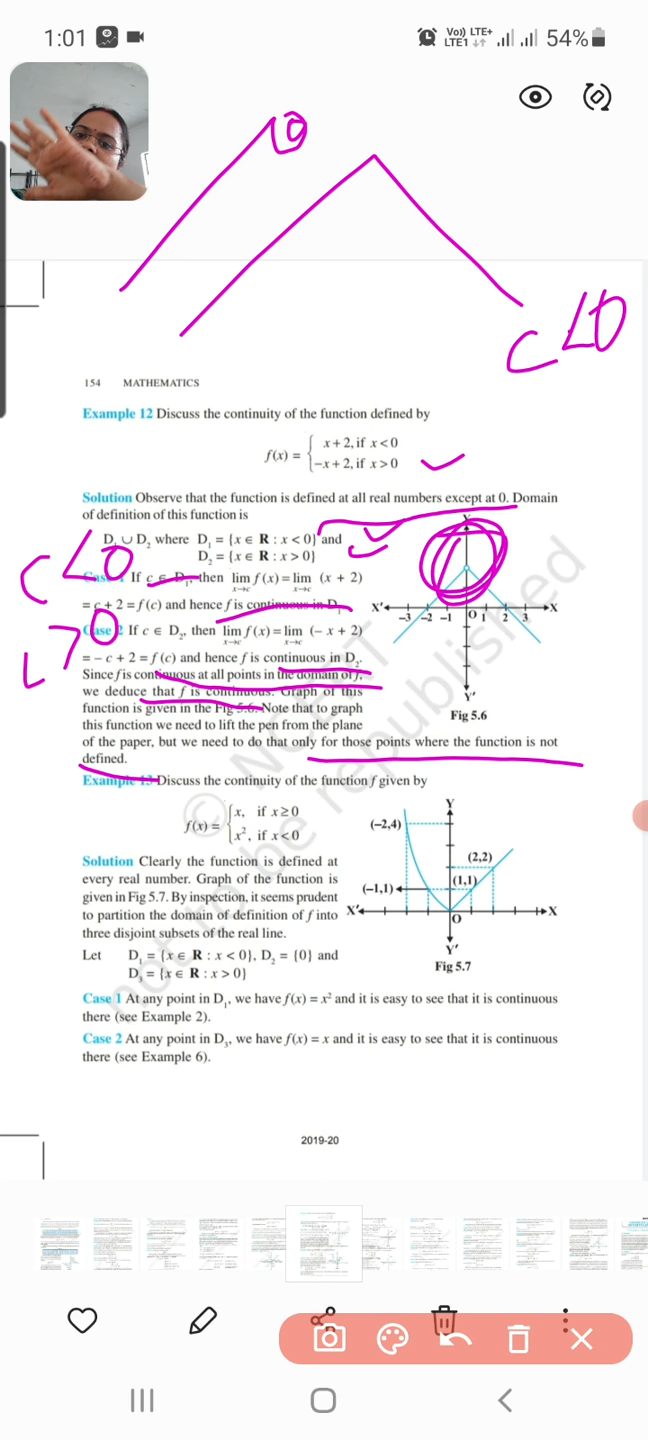 1:01
Vo)) LTE+
LTE1
54%
0
C<0
154 MATHEMATICS
Example 12 Discuss the continuity of the function defined by
f(x) = { x+2, if x<0
−x+2, if x>0
Solution Observe that the function is defined at all real numbers except at 0. Domain
of definition of this function is
D₁ ∪ D₂ where D₁ = {x ∈ R : x < 0} and
D₂ = {x ∈ R : x > 0}
C<0
If c ∈ D₁, then lim x→c f(x) = lim x→c (x + 2)
= c + 2 = f(c) and hence f is continuous in D₁
>0
Case 2 If c ∈ D₂, then lim x→c f(x) = lim x→c (− x + 2)
= − c + 2 = f (c) and hence f is continuous in D₂.
Since f is continuous at all points in the domain of f,
we deduce that f is continuous. Graph of this
function is given in the Fig 5.6. Note that to graph
this function we need to lift the pen from the plane
of the paper, but we need to do that only for those points where the function is not
defined.
X′ −3 −2 −1 O 1 2 3 X
Y′
Fig 5.6
Example 13 Discuss the continuity of the function f given by
f(x) = { x, if x ≥ 0
x², if x < 0
Solution Clearly the function is defined at
every real number. Graph of the function is
given in Fig 5.7. By inspection, it seems prudent
to partition the domain of definition of f into
three disjoint subsets of the real line.
Let D₁ = {x ∈ R : x < 0}, D₂ = {0} and
D₃ = {x ∈ R : x > 0}
Y
(−2,4)
(2,2)
(−1,1)
(1,1)
X′ O X
Y′
Fig 5.7
Case 1 At any point in D₁, we have f(x) = x² and it is easy to see that it is continuous
there (see Example 2).
Case 2 At any point in D₃, we have f(x) = x and it is easy to see that it is continuous
there (see Example 6).
© NCERT
not to be republished
2019-20